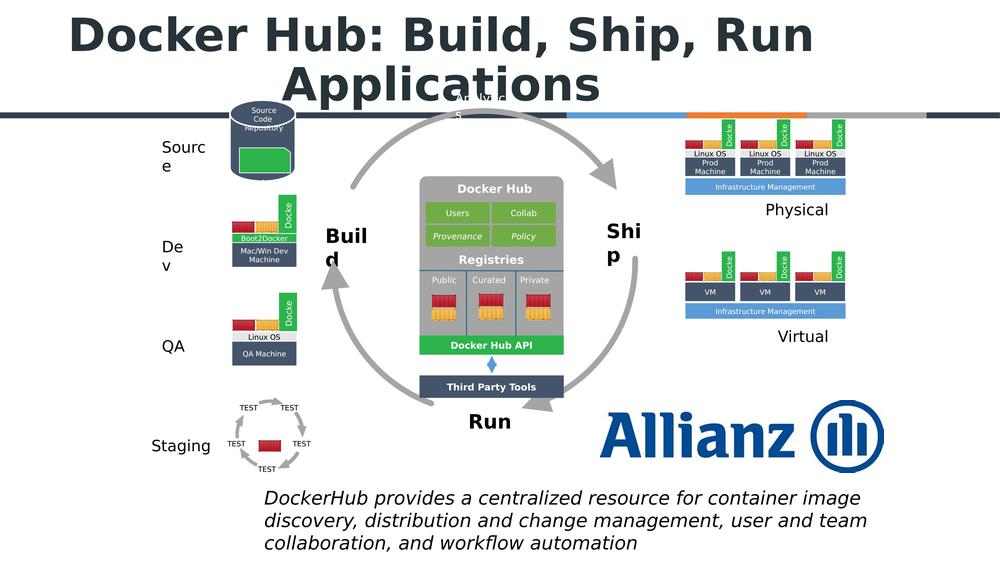 Docker Hub: Build, Ship, Run
Applications
Analytic
s
Source
Code
Repository
Sourc
e
Docke
Boot2Docker
Mac/Win Dev
Machine
De
v
Docke
Linux OS
QA Machine
QA
TEST
TEST
TEST
TEST
TEST
Staging
Buil
d
Docker Hub
Users
Collab
Provenance
Policy
Registries
Public
Curated
Private
Docker Hub API
Third Party Tools
Run
Shi
p
Docke
Docke
Docke
Linux OS
Linux OS
Linux OS
Prod
Machine
Prod
Machine
Prod
Machine
Infrastructure Management
Physical
Docke
Docke
Docke
VM
VM
VM
Infrastructure Management
Virtual
Allianz
DockerHub provides a centralized resource for container image
discovery, distribution and change management, user and team
collaboration, and workflow automation